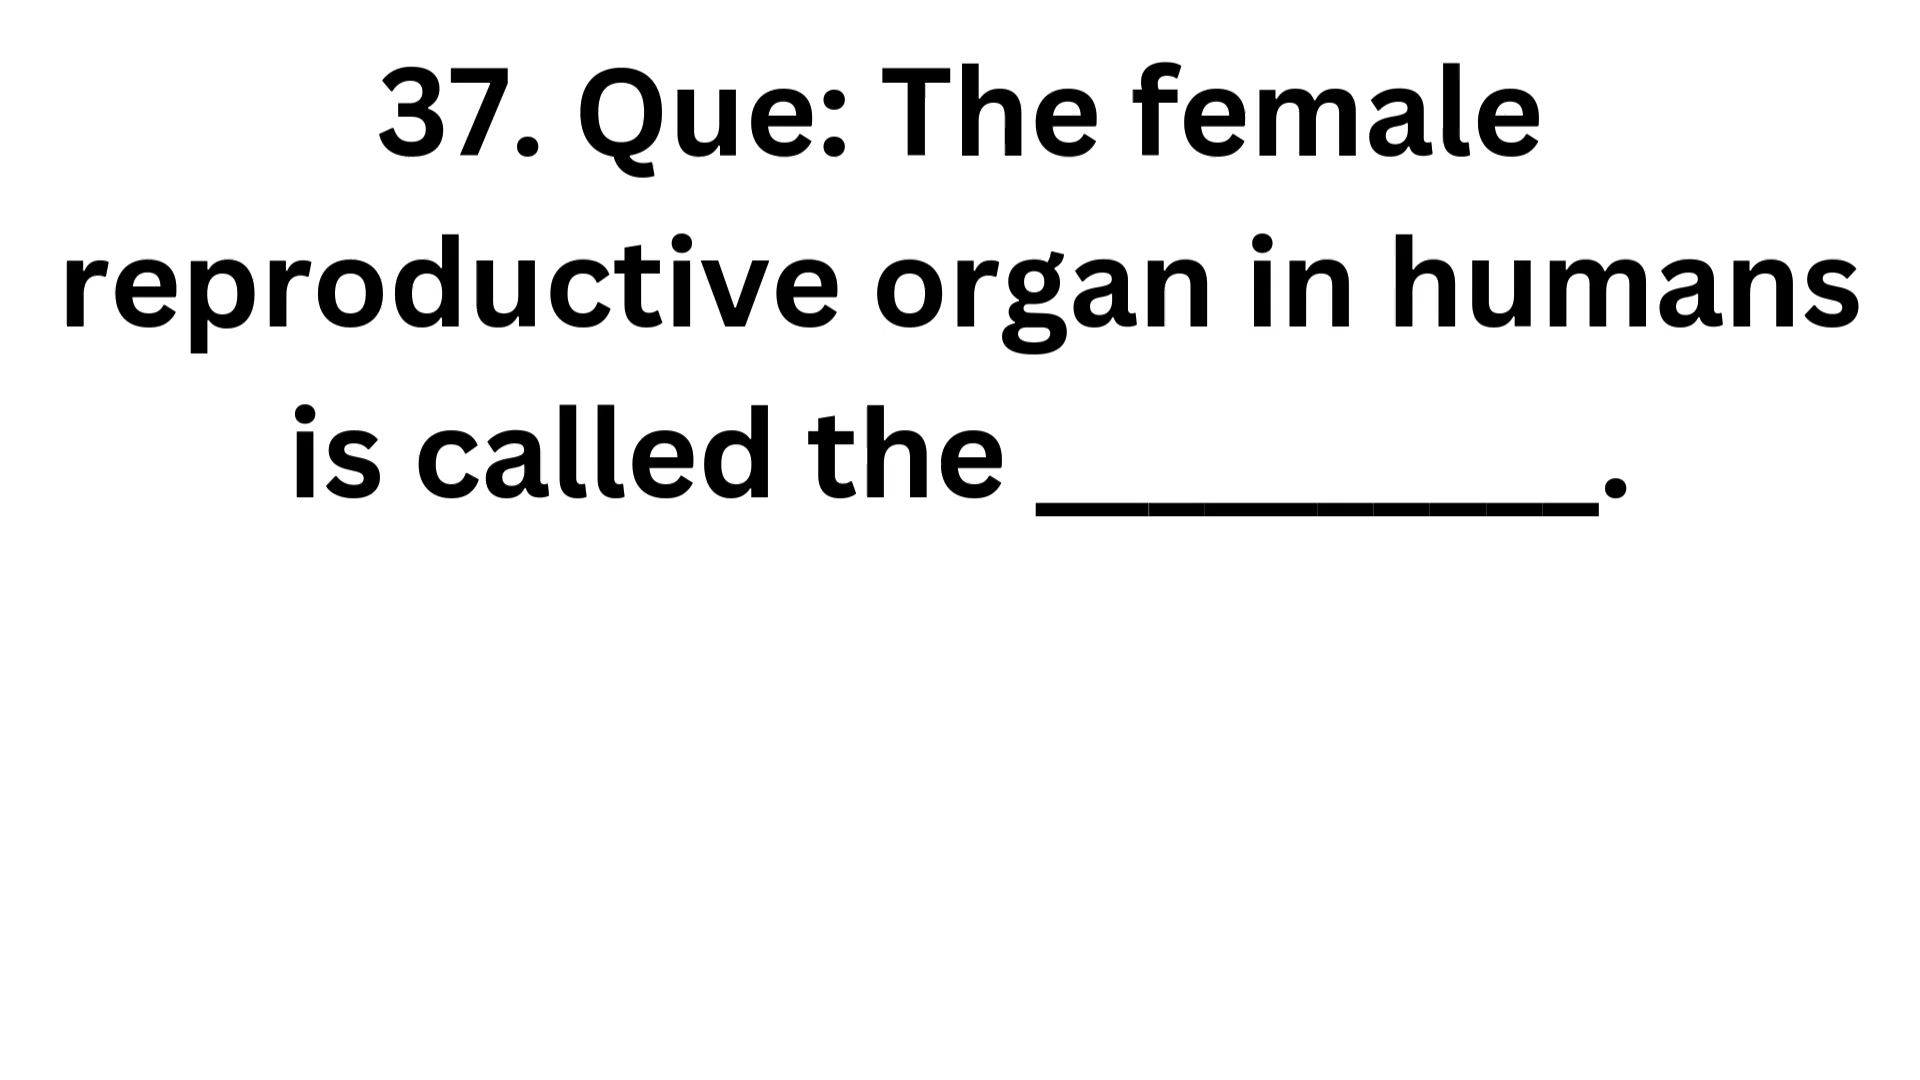 37. Que: The female
reproductive organ in humans
is called the __________.